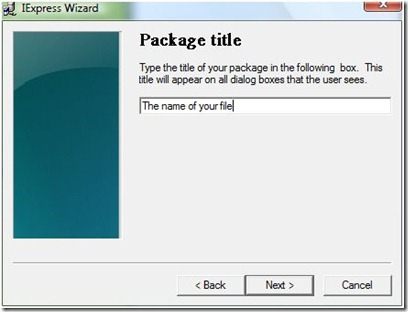 IExpress Wizard
Package title
Type the title of your package in the following box. This
title will appear on all dialog boxes that the user sees.
The name of your file
< Back
Next >
Cancel